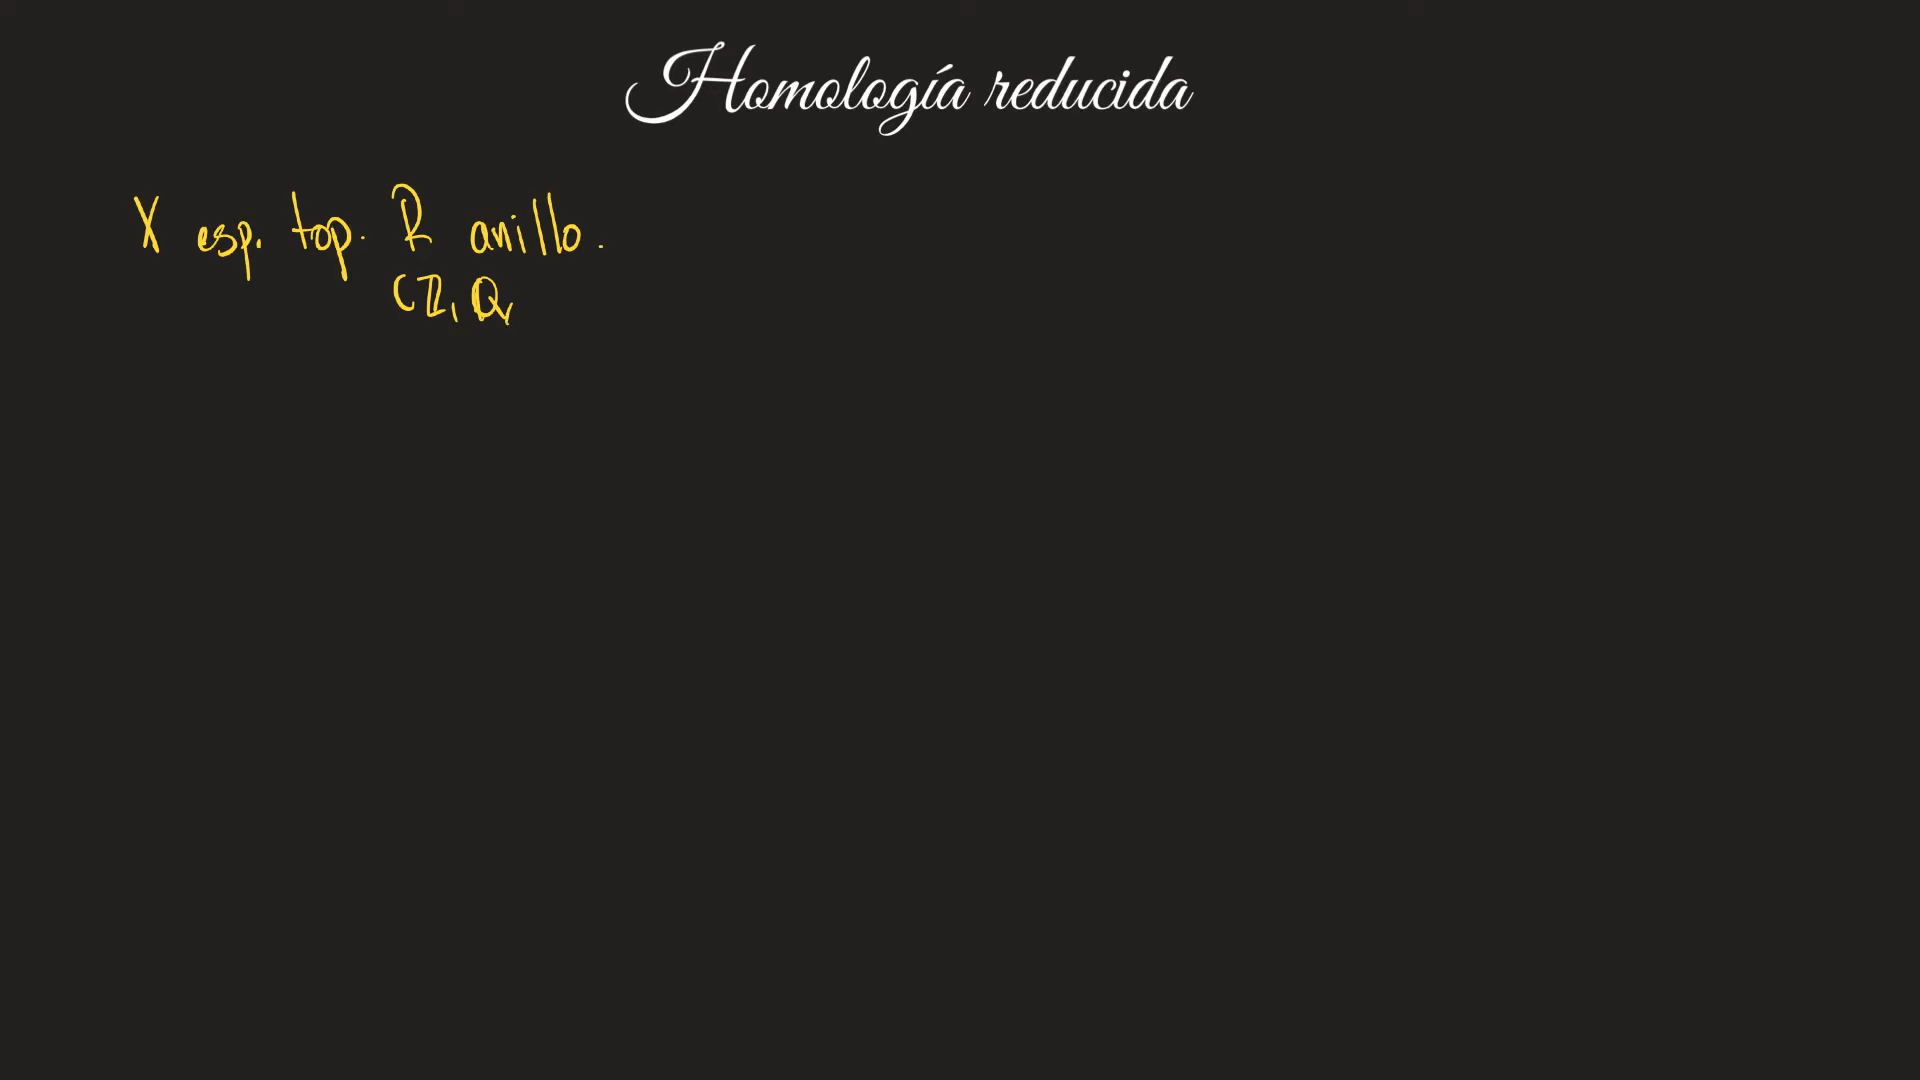 Homología reducida
X esp. top. R anillo.
(ℤ, ℚ,